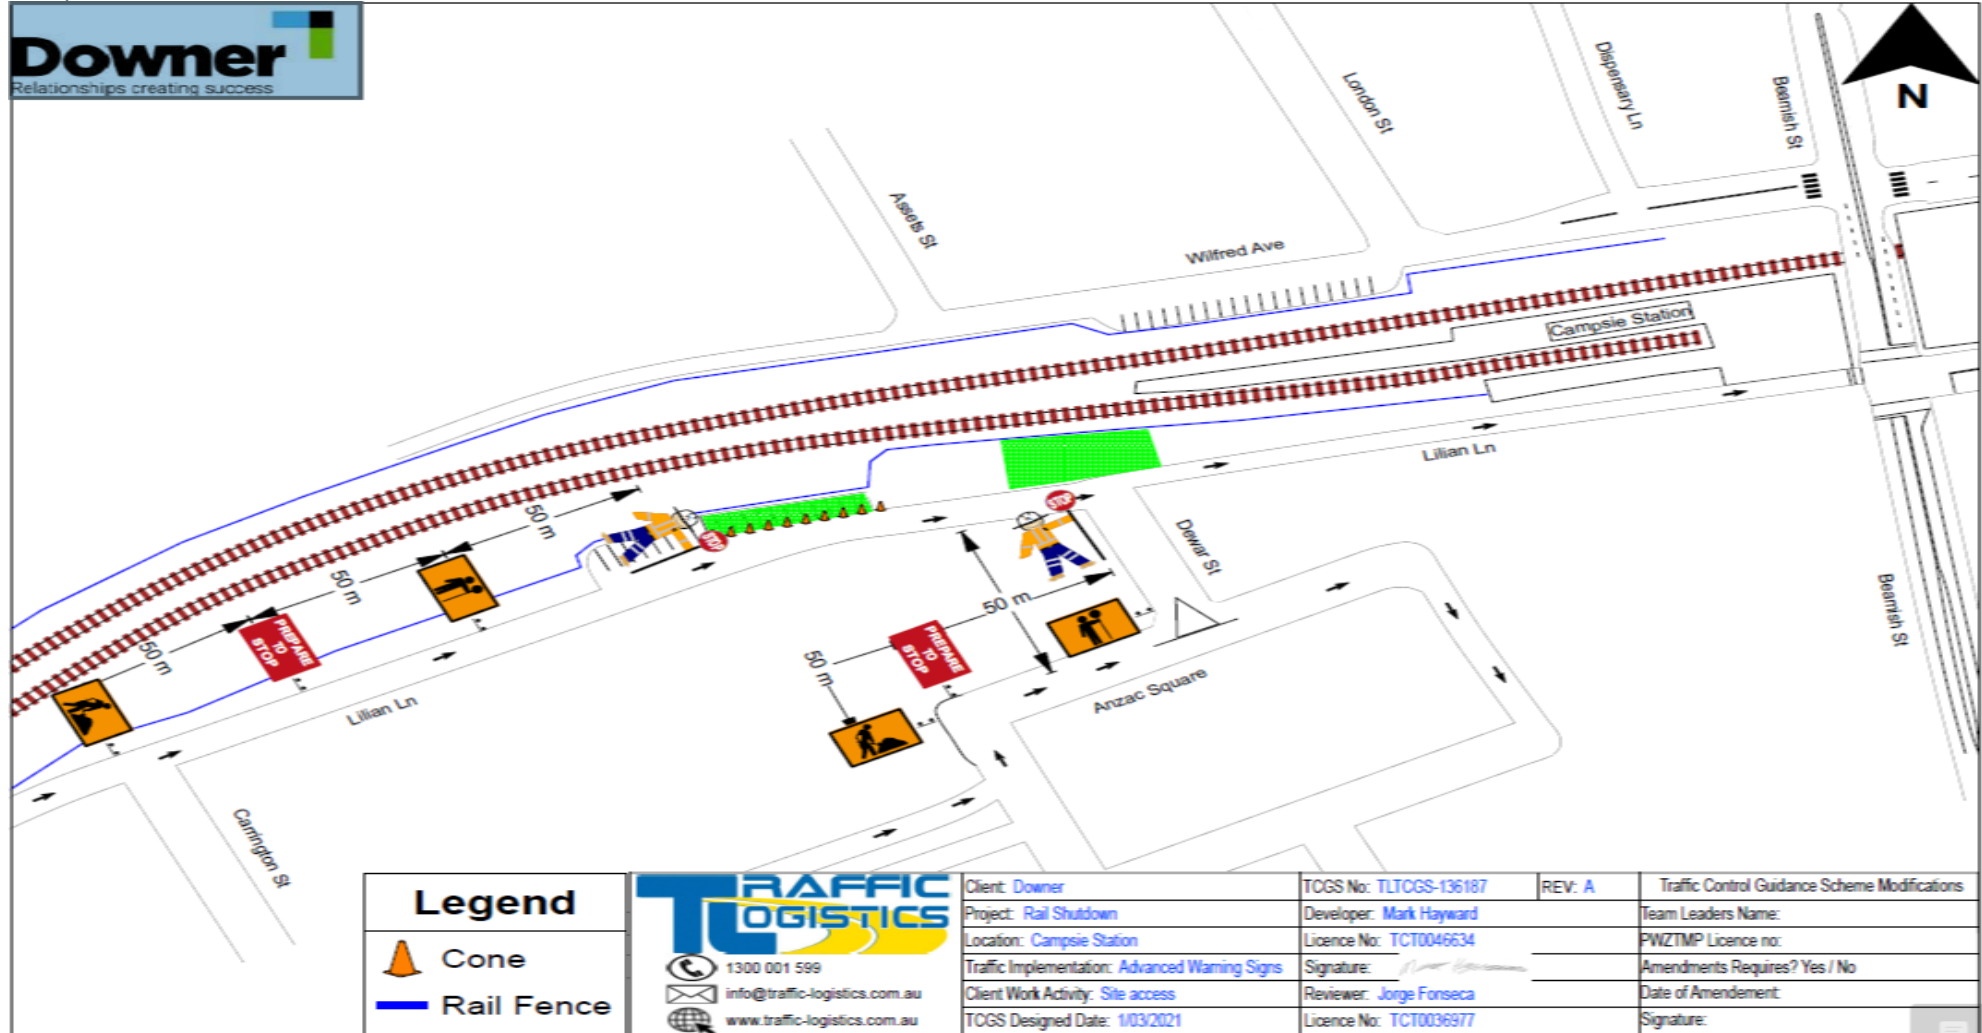 Downer
Relationships creating success
N
London St
Dispensary Ln
Beamish St
Assets St
Wilfred Ave
Campsie Station
Lilian Ln
50 m
STOP
STOP
Dewar St
50 m
50 m
50 m
PREPARE
TO
STOP
PREPARE
TO
STOP
50 m
50 m
Beamish St
Anzac Square
Lilian Ln
Carrington St
Legend
Cone
Rail Fence
TRAFFIC
LOGISTICS
1300 001 599
info@traffic-logistics.com.au
www.traffic-logistics.com.au
Client: Downer
Project: Rail Shutdown
Location: Campsie Station
Traffic Implementation: Advanced Warning Signs
Client Work Activity: Site access
TCGS Designed Date: 1/03/2021
TCGS No: TLTCGS-136187
REV: A
Developer: Mark Hayward
Licence No: TCT0046634
Signature:
Reviewer: Jorge Fonseca
Licence No: TCT0036977
Traffic Control Guidance Scheme Modifications
Team Leaders Name:
PWZTMP Licence no:
Amendments Requires? Yes / No
Date of Amendement:
Signature: